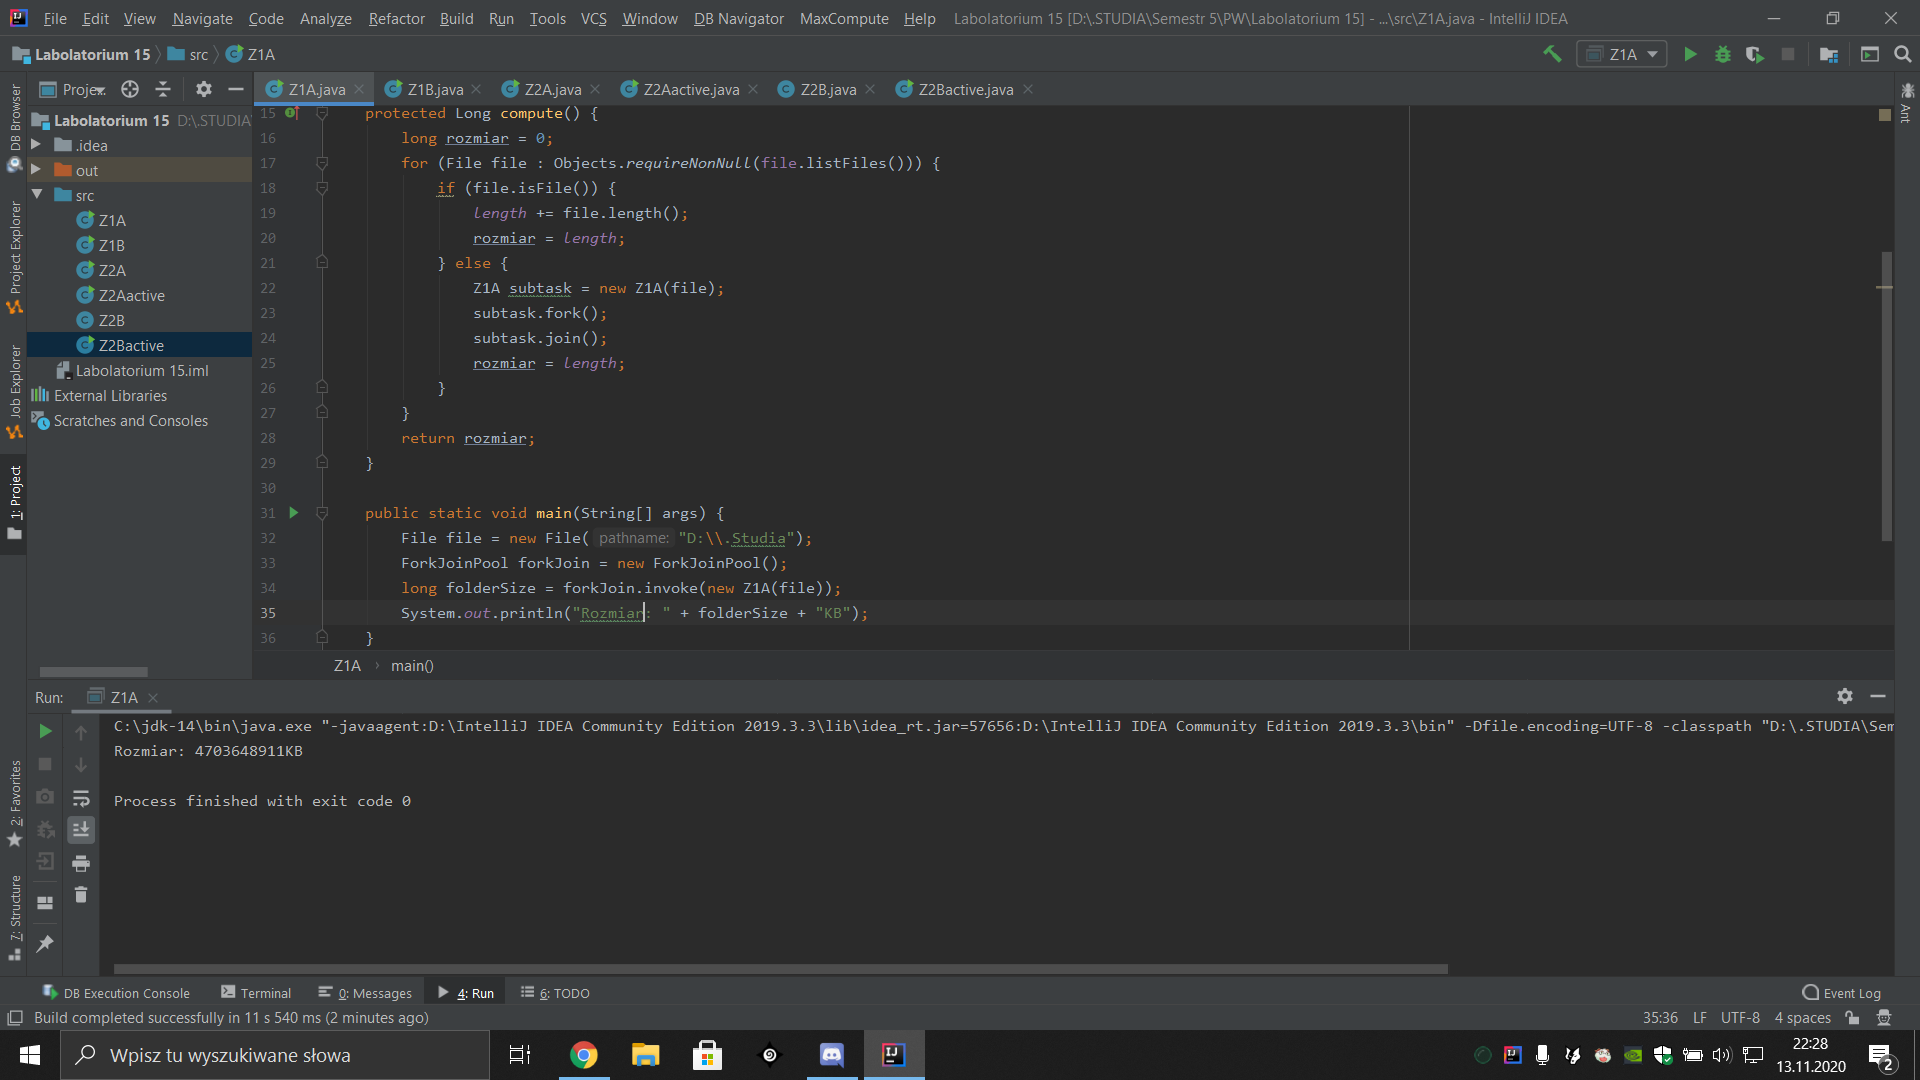 File Edit View Navigate Code Analyze Refactor Build Run Tools VCS Window DB Navigator MaxCompute Help Labolatorium 15 [D:\.STUDIA\Semestr 5\PW\Labolatorium 15] - ...\src\Z1A.java - IntelliJ IDEA
Labolatorium 15 src Z1A
Z1A
Projec
Z1A.java Z1B.java Z2A.java Z2Aactive.java Z2B.java Z2Bactive.java
DB Browser
Project Explorer
Job Explorer
1: Project
2: Favorites
7: Structure
Ant
Labolatorium 15 D:\.STUDIA
.idea
out
src
Z1A
Z1B
Z2A
Z2Aactive
Z2B
Z2Bactive
Labolatorium 15.iml
External Libraries
Scratches and Consoles
15 protected Long compute() {
16 long rozmiar = 0;
17 for (File file : Objects.requireNonNull(file.listFiles())) {
18 if (file.isFile()) {
19 length += file.length();
20 rozmiar = length;
21 } else {
22 Z1A subtask = new Z1A(file);
23 subtask.fork();
24 subtask.join();
25 rozmiar = length;
26 }
27 }
28 return rozmiar;
29 }
30
31 public static void main(String[] args) {
32 File file = new File( pathname: "D:\\.Studia");
33 ForkJoinPool forkJoin = new ForkJoinPool();
34 long folderSize = forkJoin.invoke(new Z1A(file));
35 System.out.println("Rozmiar: " + folderSize + "KB");
36 }
Z1A › main()
Run: Z1A
C:\jdk-14\bin\java.exe "-javaagent:D:\IntelliJ IDEA Community Edition 2019.3.3\lib\idea_rt.jar=57656:D:\IntelliJ IDEA Community Edition 2019.3.3\bin" -Dfile.encoding=UTF-8 -classpath "D:\.STUDIA\Sem
Rozmiar: 4703648911KB
Process finished with exit code 0
DB Execution Console Terminal 0: Messages 4: Run 6: TODO Event Log
Build completed successfully in 11 s 540 ms (2 minutes ago) 35:36 LF UTF-8 4 spaces
Wpisz tu wyszukiwane słowa
22:28
13.11.2020
2